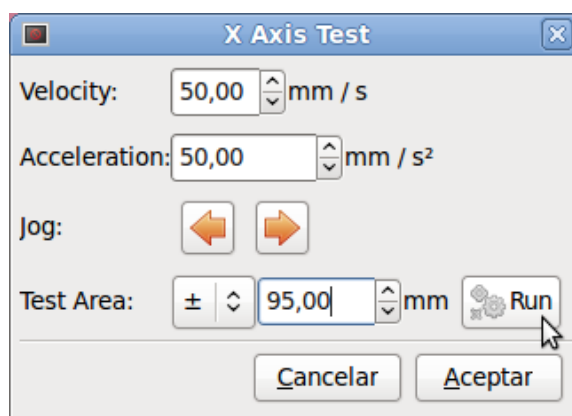 X Axis Test
Velocity: 50,00 mm / s
Acceleration: 50,00 mm / s²
Jog:
Test Area: ± 95,00 mm Run
Cancelar Aceptar